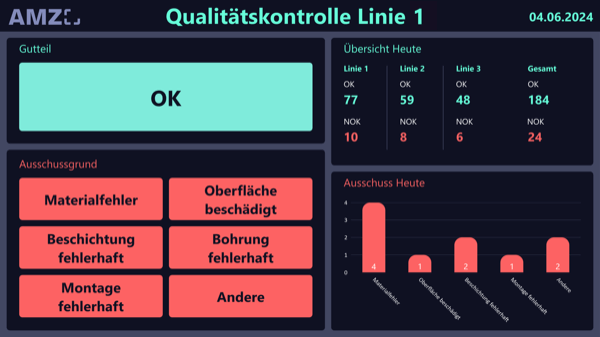 AMZ
Qualitätskontrolle Linie 1
04.06.2024
Gutteil
OK
Ausschussgrund
Materialfehler
Oberfläche
beschädigt
Beschichtung
fehlerhaft
Bohrung
fehlerhaft
Montage
fehlerhaft
Andere
Übersicht Heute
Linie 1 Linie 2 Linie 3 Gesamt
OK OK OK OK
77 59 48 184
NOK NOK NOK NOK
10 8 6 24
Ausschuss Heute
4
3
2
1
0
4 1 2 1 2
Materialfehler
Oberfläche beschädigt
Beschichtung fehlerhaft
Montage fehlerhaft
Andere